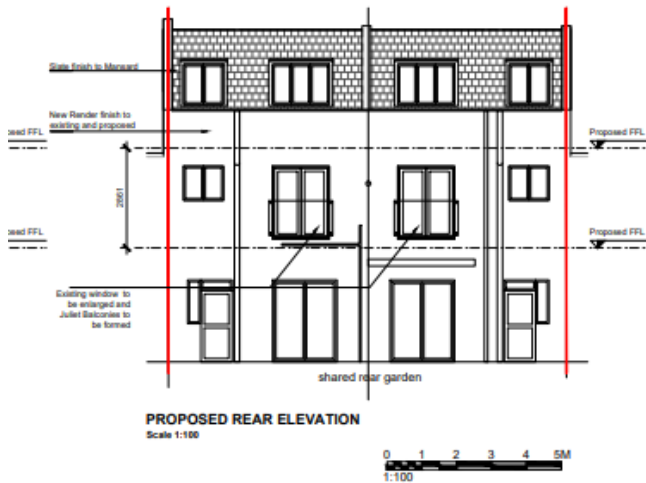 Slate finish to Mansard
New Render finish to
existing and proposed
osed FFL
Proposed FFL
2661
osed FFL
Proposed FFL
Existing window to
be enlarged and
Juliet Balconies to
be formed
shared rear garden
PROPOSED REAR ELEVATION
Scale 1:100
0 1 2 3 4 5M
1:100